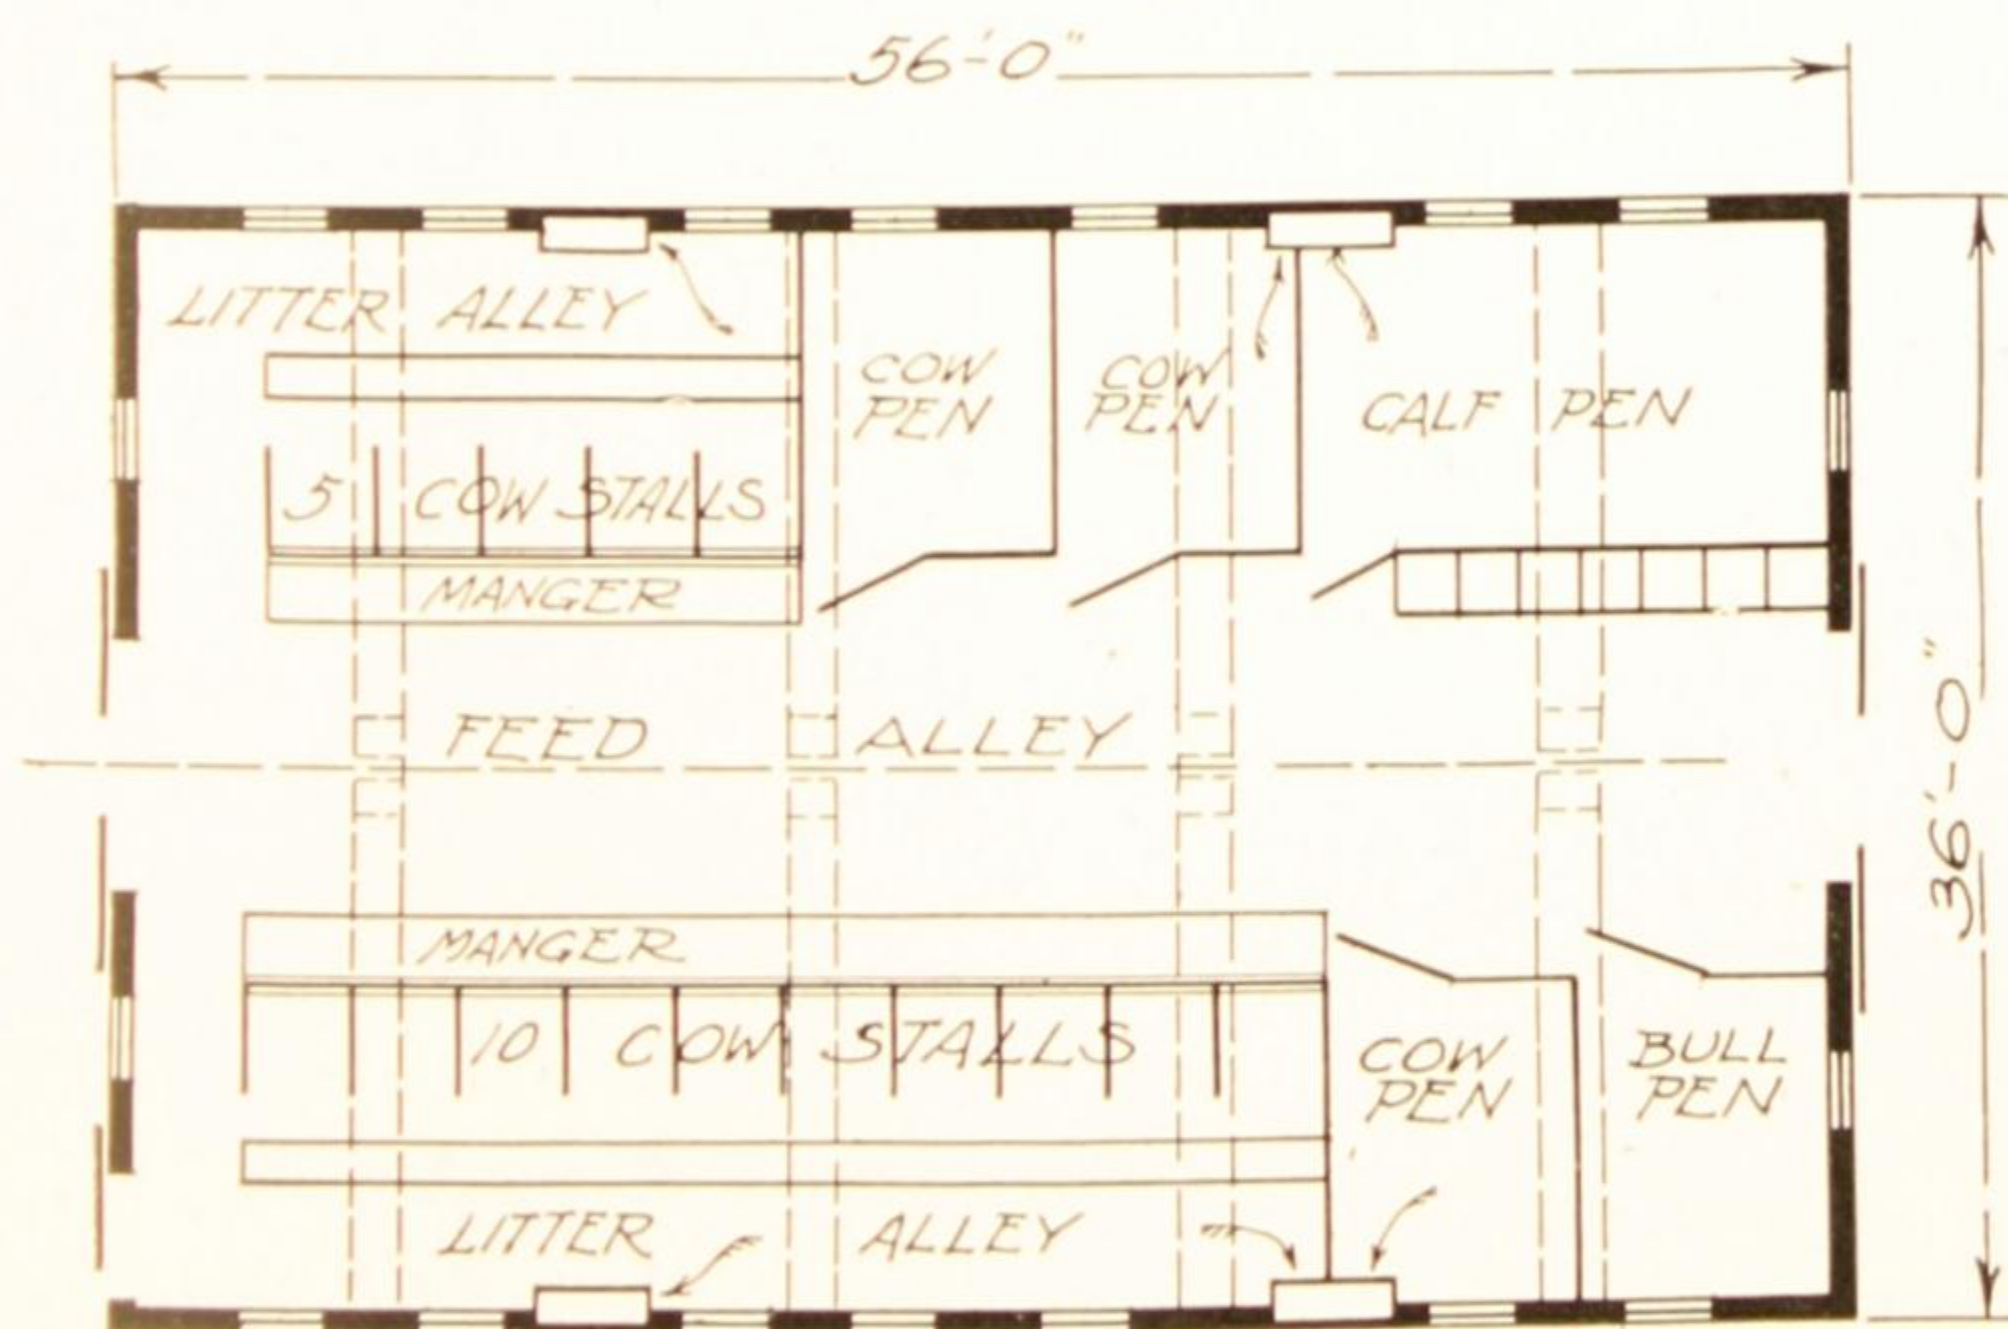 56'-0"
LITTER ALLEY
COW
PEN
COW
PEN
CALF PEN
5 COW STALLS
MANGER
FEED ALLEY
36'-0"
MANGER
10 COW STALLS
COW
PEN
BULL
PEN
LITTER ALLEY